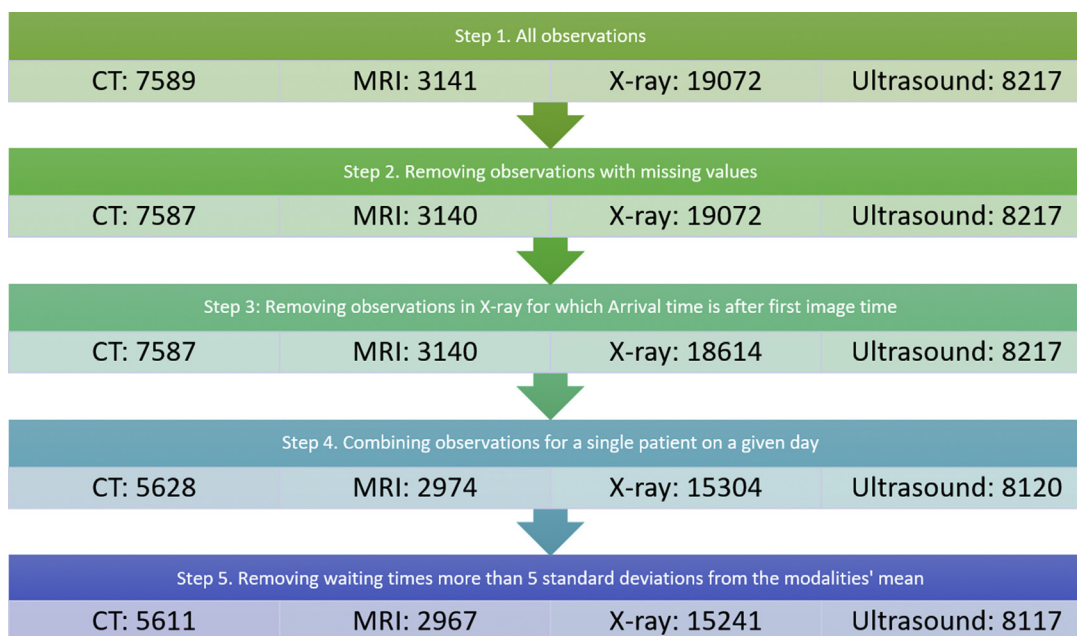 Step 1. All observations
CT: 7589 MRI: 3141 X-ray: 19072 Ultrasound: 8217
Step 2. Removing observations with missing values
CT: 7587 MRI: 3140 X-ray: 19072 Ultrasound: 8217
Step 3: Removing observations in X-ray for which Arrival time is after first image time
CT: 7587 MRI: 3140 X-ray: 18614 Ultrasound: 8217
Step 4. Combining observations for a single patient on a given day
CT: 5628 MRI: 2974 X-ray: 15304 Ultrasound: 8120
Step 5. Removing waiting times more than 5 standard deviations from the modalities' mean
CT: 5611 MRI: 2967 X-ray: 15241 Ultrasound: 8117